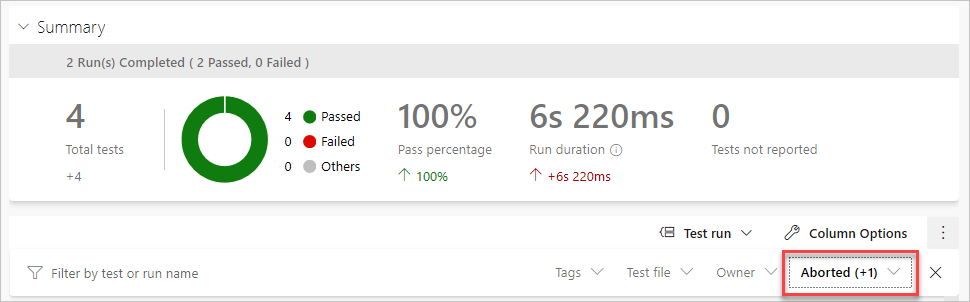 Summary
2 Run(s) Completed ( 2 Passed, 0 Failed )
4
Total tests
+4
4 Passed
0 Failed
0 Others
100%
Pass percentage
100%
6s 220ms
Run duration
+6s 220ms
0
Tests not reported
Test run
Column Options
Filter by test or run name
Tags
Test file
Owner
Aborted (+1)